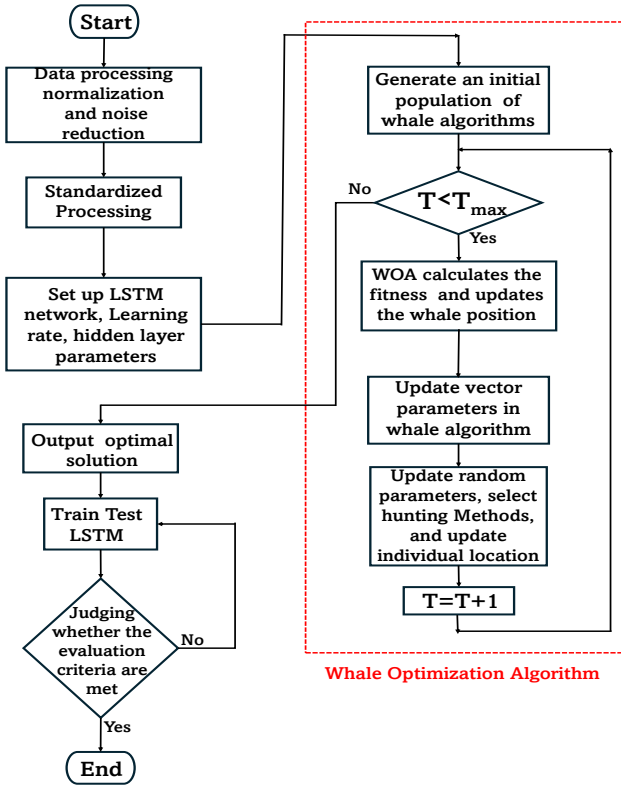 Start
Data processing
normalization
and noise
reduction
Standardized
Processing
Set up LSTM
network, Learning
rate, hidden layer
parameters
Generate an initial
population of
whale algorithms
No
T<Tmax
Yes
WOA calculates the
fitness and updates
the whale position
Update vector
parameters in
whale algorithm
Update random
parameters, select
hunting Methods,
and update
individual location
T=T+1
Whale Optimization Algorithm
Output optimal
solution
Train Test
LSTM
Judging
whether the
evaluation
criteria are
met
No
Yes
End